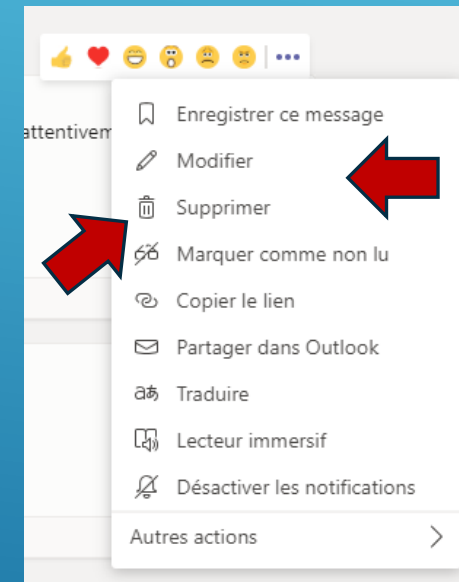 attentivem
Enregistrer ce message
Modifier
Supprimer
Marquer comme non lu
Copier le lien
Partager dans Outlook
Traduire
Lecteur immersif
Désactiver les notifications
Autres actions